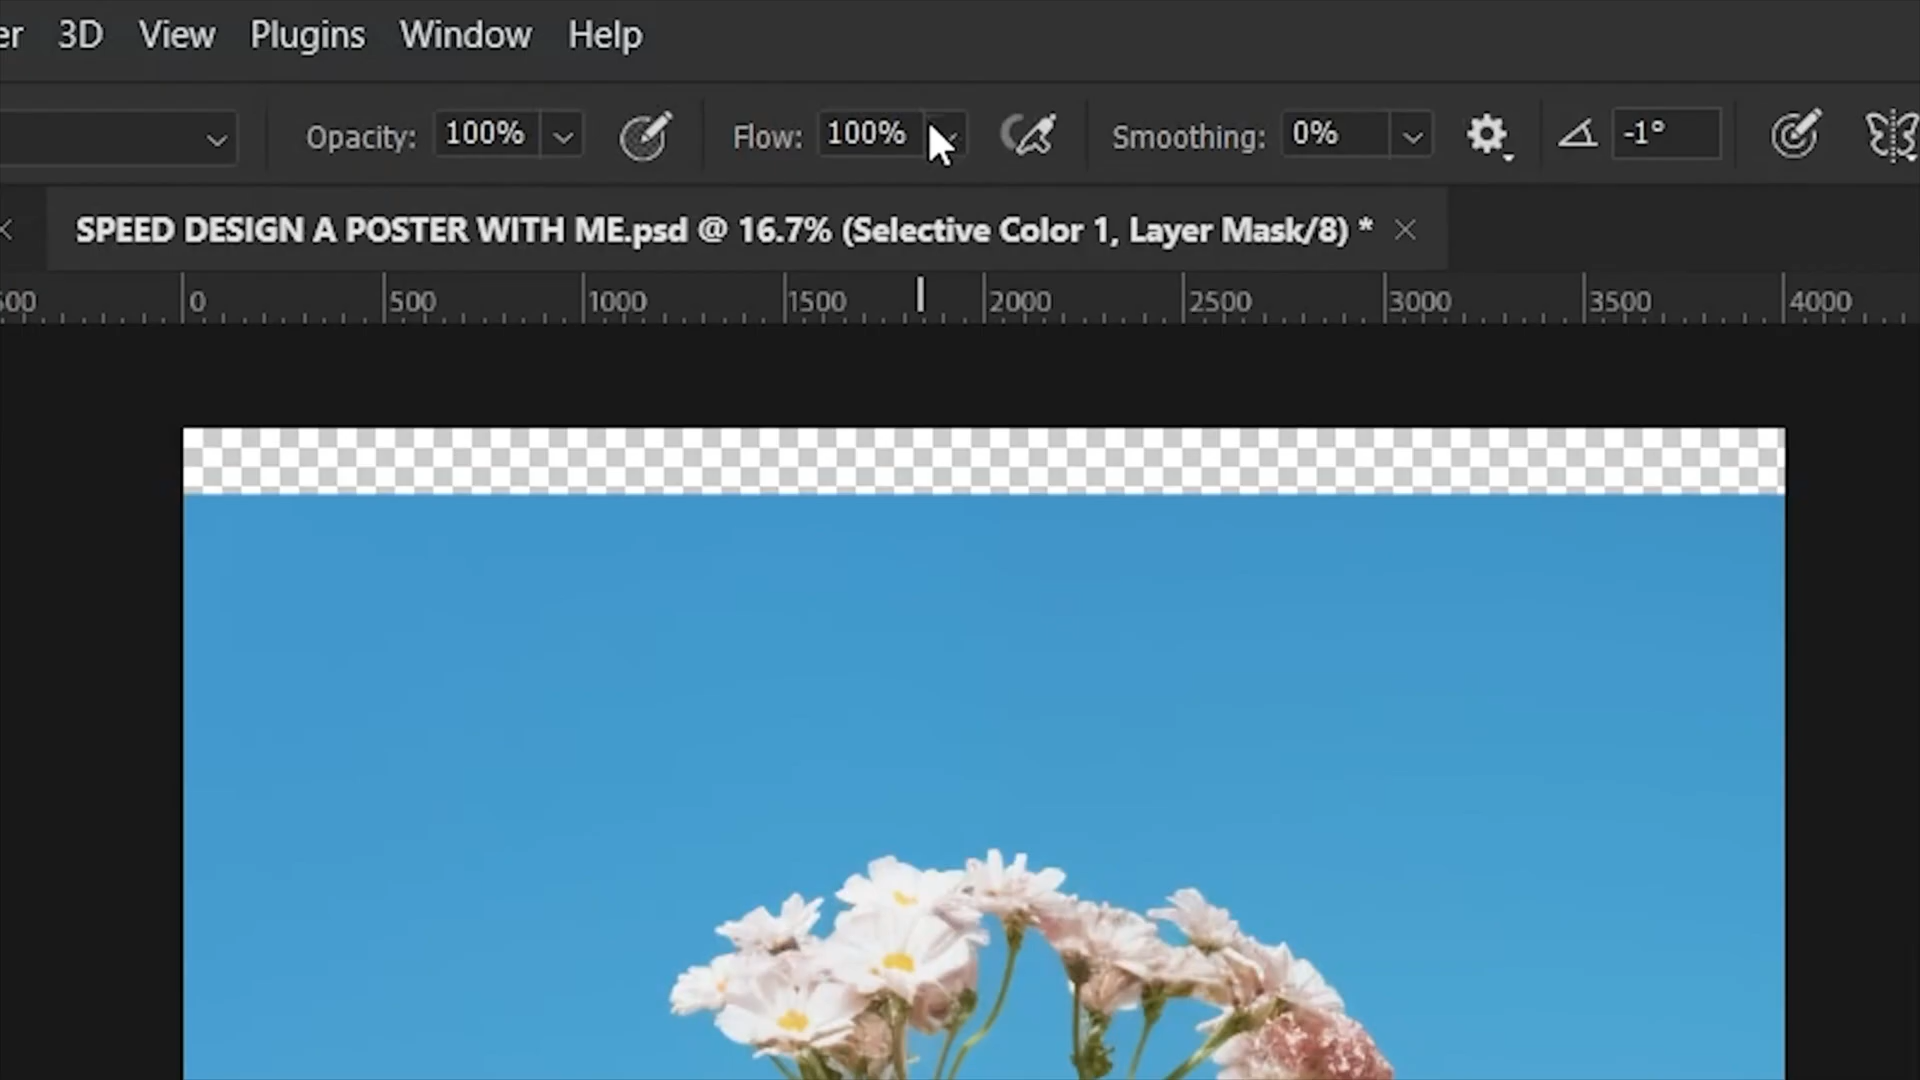 er 3D View Plugins Window Help
Opacity: 100% Flow: 100% Smoothing: 0% -1°
SPEED DESIGN A POSTER WITH ME.psd @ 16.7% (Selective Color 1, Layer Mask/8) *
500 0 500 1000 1500 2000 2500 3000 3500 4000